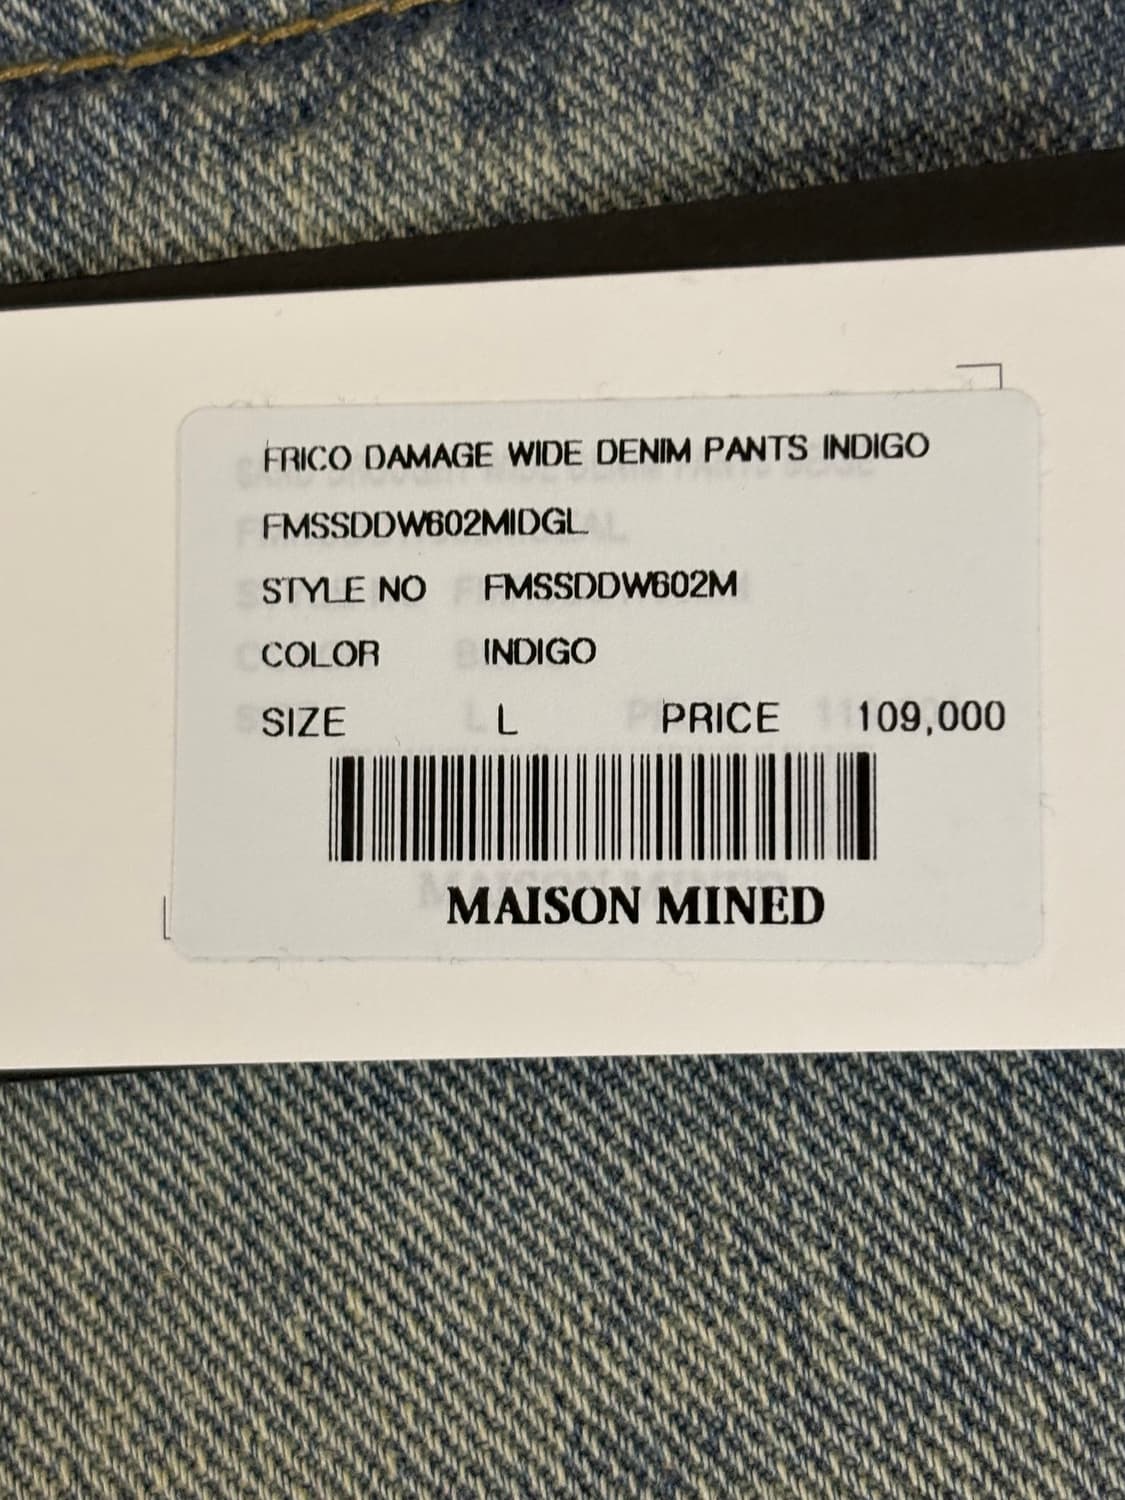 FRICO DAMAGE WIDE DENIM PANTS INDIGO
FMSSDDW602MIDGL
STYLE NO FMSSDDW602M
COLOR INDIGO
SIZE L PRICE 109,000
MAISON MINED